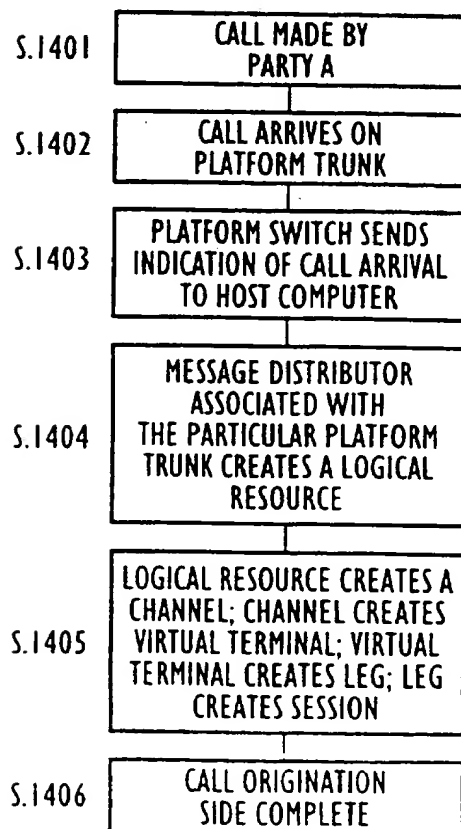 S.1401
CALL MADE BY
PARTY A
S.1402
CALL ARRIVES ON
PLATFORM TRUNK
S.1403
PLATFORM SWITCH SENDS
INDICATION OF CALL ARRIVAL
TO HOST COMPUTER
S.1404
MESSAGE DISTRIBUTOR
ASSOCIATED WITH
THE PARTICULAR PLATFORM
TRUNK CREATES A LOGICAL
RESOURCE
S.1405
LOGICAL RESOURCE CREATES A
CHANNEL; CHANNEL CREATES
VIRTUAL TERMINAL; VIRTUAL
TERMINAL CREATES LEG; LEG
CREATES SESSION
S.1406
CALL ORIGINATION
SIDE COMPLETE